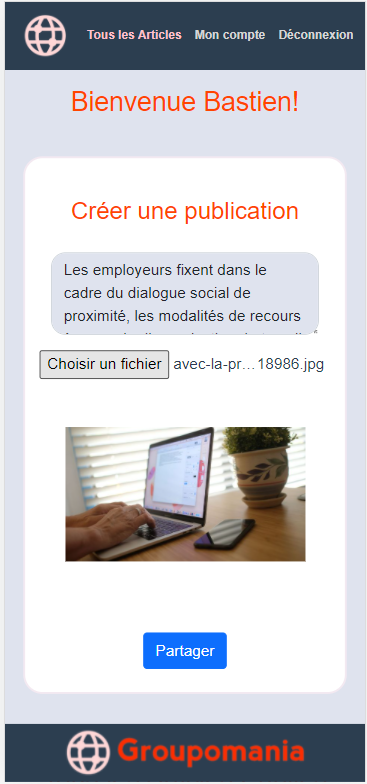 Tous les Articles Mon compte Déconnexion
Bienvenue Bastien!
Créer une publication
Les employeurs fixent dans le
cadre du dialogue social de
proximité, les modalités de recours
Choisir un fichier avec-la-pr…18986.jpg
Partager
Groupomania